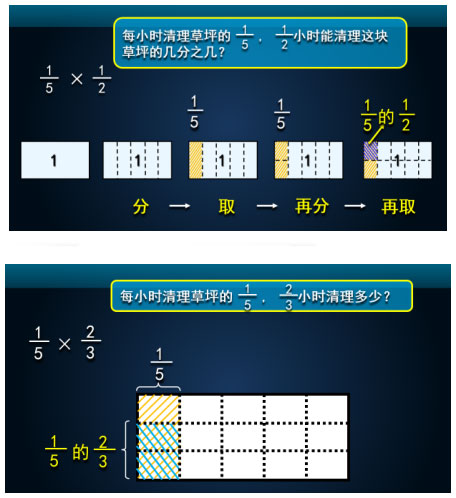 每小时清理草坪的 1/5 ， 1/2 小时能清理这块
草坪的几分之几?
1/5 × 1/2
1/5
1/5
1/5 的 1/2
1
1
1
1
1
分 → 取 → 再分 → 再取
每小时清理草坪的 1/5 ， 2/3 小时清理多少?
1/5 × 2/3
1/5
1/5 的 2/3